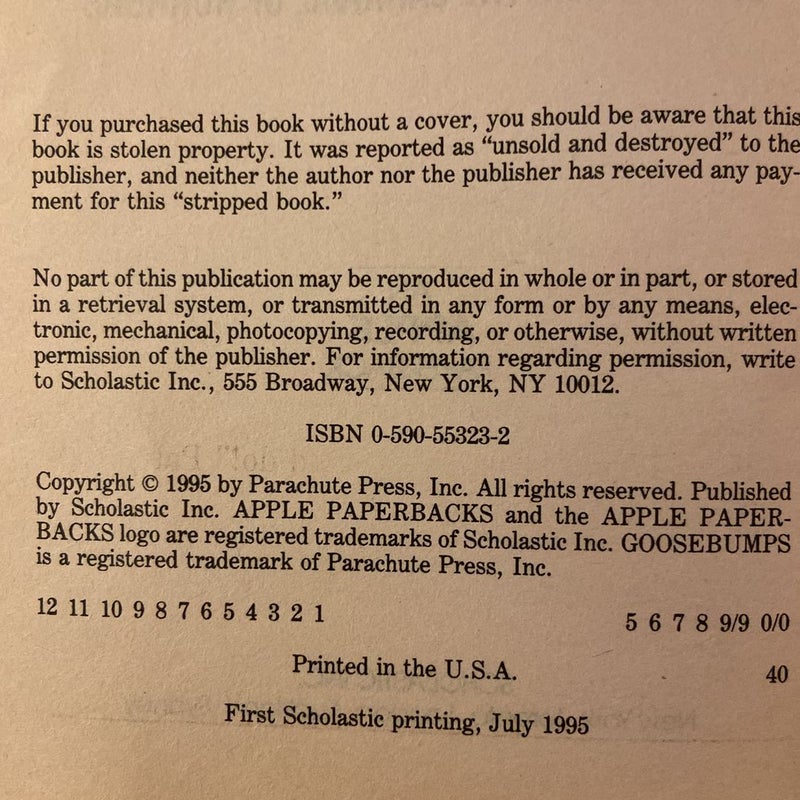 If you purchased this book without a cover, you should be aware that this
book is stolen property. It was reported as “unsold and destroyed” to the
publisher, and neither the author nor the publisher has received any pay-
ment for this “stripped book.”
No part of this publication may be reproduced in whole or in part, or stored
in a retrieval system, or transmitted in any form or by any means, elec-
tronic, mechanical, photocopying, recording, or otherwise, without written
permission of the publisher. For information regarding permission, write
to Scholastic Inc., 555 Broadway, New York, NY 10012.
ISBN 0-590-55323-2
Copyright © 1995 by Parachute Press, Inc. All rights reserved. Published
by Scholastic Inc. APPLE PAPERBACKS and the APPLE PAPER-
BACKS logo are registered trademarks of Scholastic Inc. GOOSEBUMPS
is a registered trademark of Parachute Press, Inc.
12 11 10 9 8 7 6 5 4 3 2 1 5 6 7 8 9/9 0/0
Printed in the U.S.A. 40
First Scholastic printing, July 1995